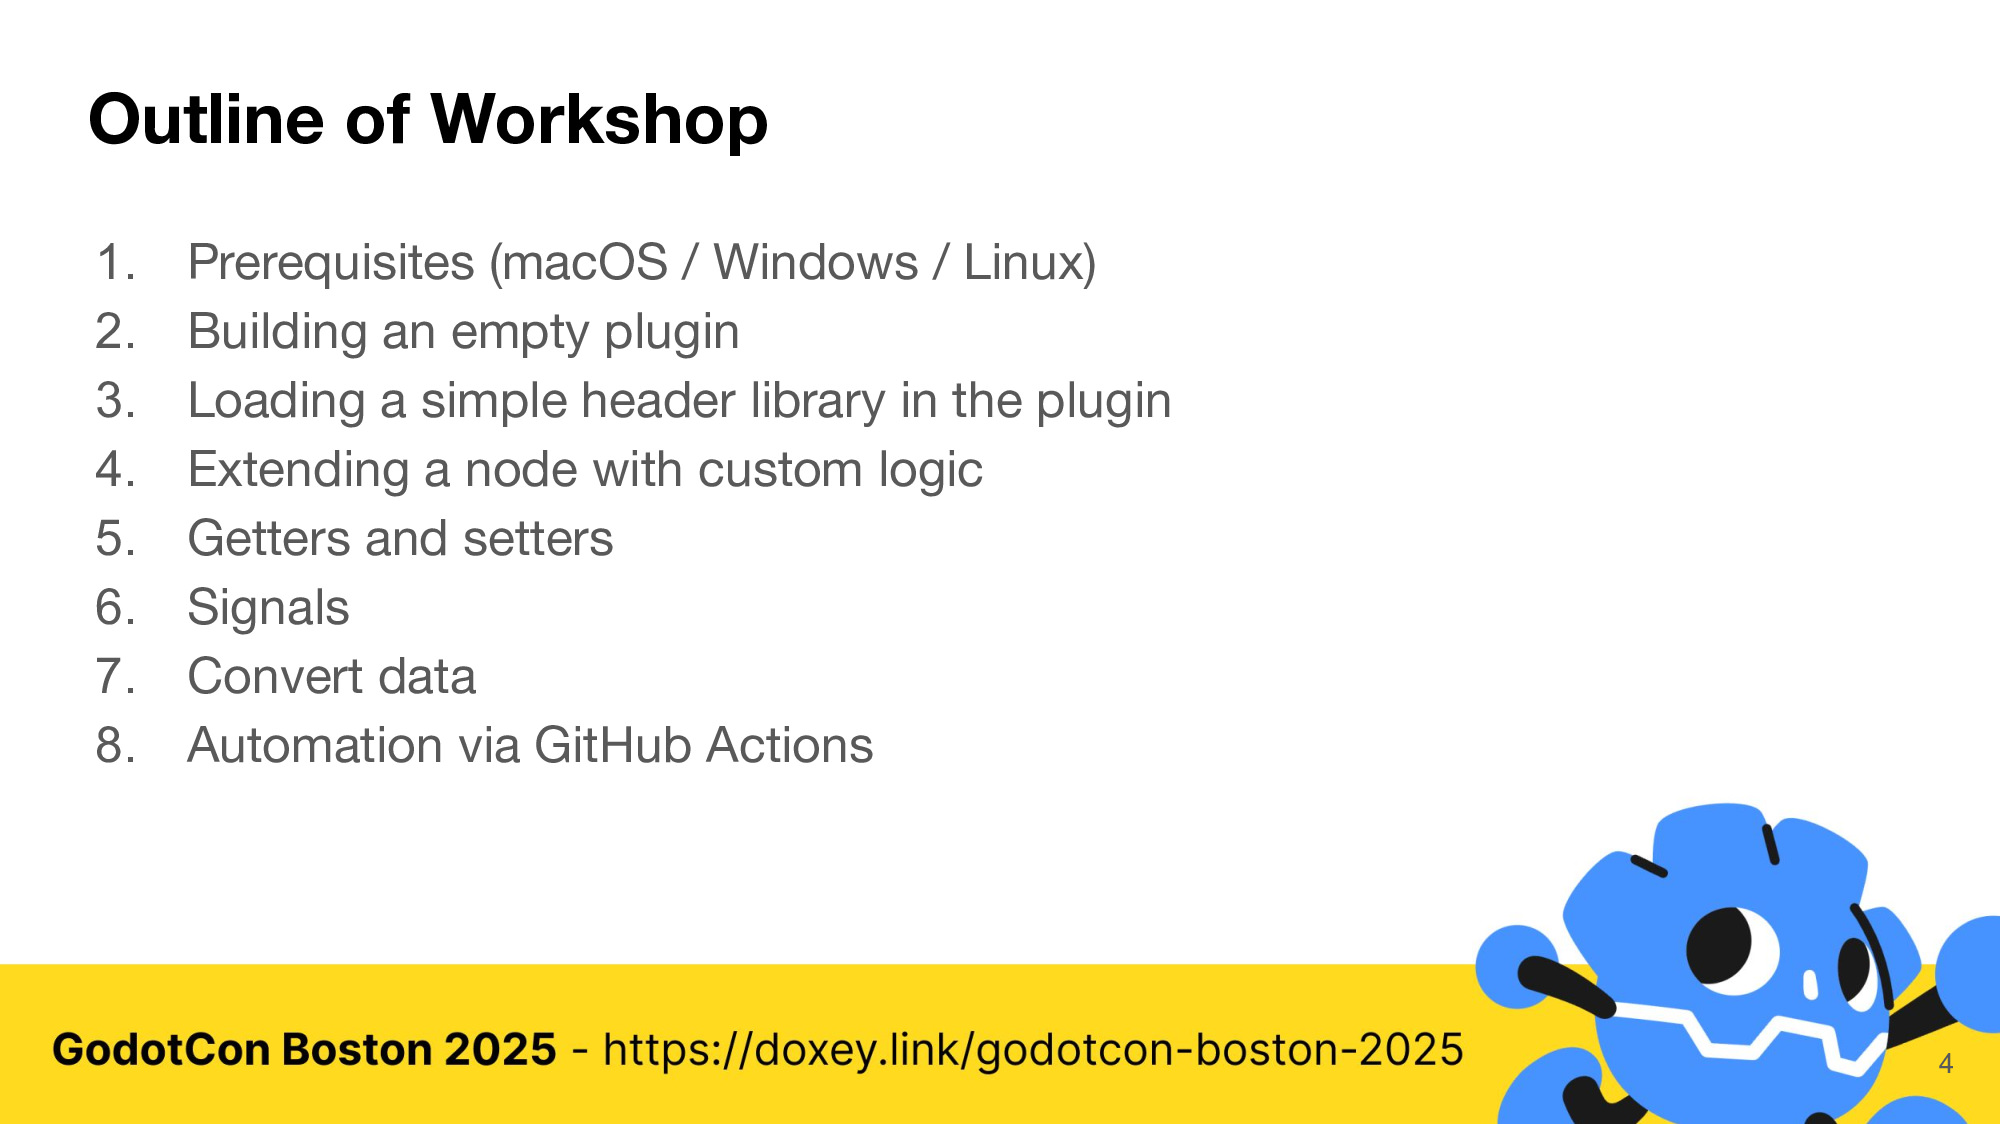 Outline of Workshop
1. Prerequisites (macOS / Windows / Linux)
2. Building an empty plugin
3. Loading a simple header library in the plugin
4. Extending a node with custom logic
5. Getters and setters
6. Signals
7. Convert data
8. Automation via GitHub Actions
GodotCon Boston 2025 - https://doxey.link/godotcon-boston-2025
4